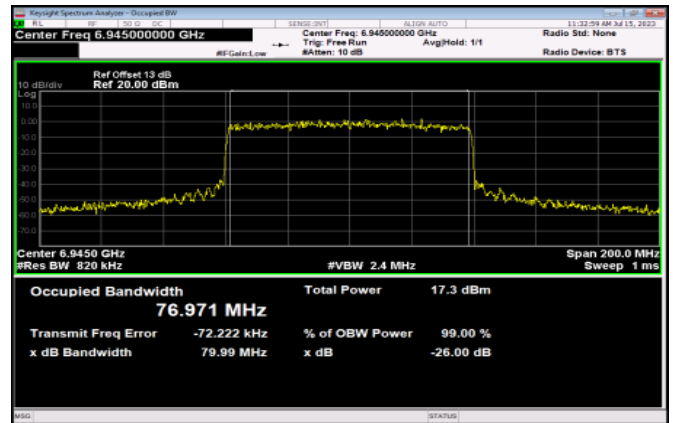 Keysight Spectrum Analyzer - Occupied BW
RL RF 50 Ω DC SENSE:INT ALIGN AUTO 11:32:59 AM Jul 15, 2023
Center Freq 6.945000000 GHz
Center Freq: 6.945000000 GHz
Radio Std: None
Trig: Free Run Avg|Hold: 1/1
#IFGain:Low #Atten: 10 dB Radio Device: BTS
Ref Offset 13 dB
10 dB/div Ref 20.00 dBm
Log
10.0
0.00
-10.0
-20.0
-30.0
-40.0
-50.0
-60.0
-70.0
Center 6.9450 GHz Span 200.0 MHz
#Res BW 820 kHz #VBW 2.4 MHz Sweep 1 ms
Occupied Bandwidth Total Power 17.3 dBm
76.971 MHz
Transmit Freq Error -72.222 kHz % of OBW Power 99.00 %
x dB Bandwidth 79.99 MHz x dB -26.00 dB
MSG STATUS